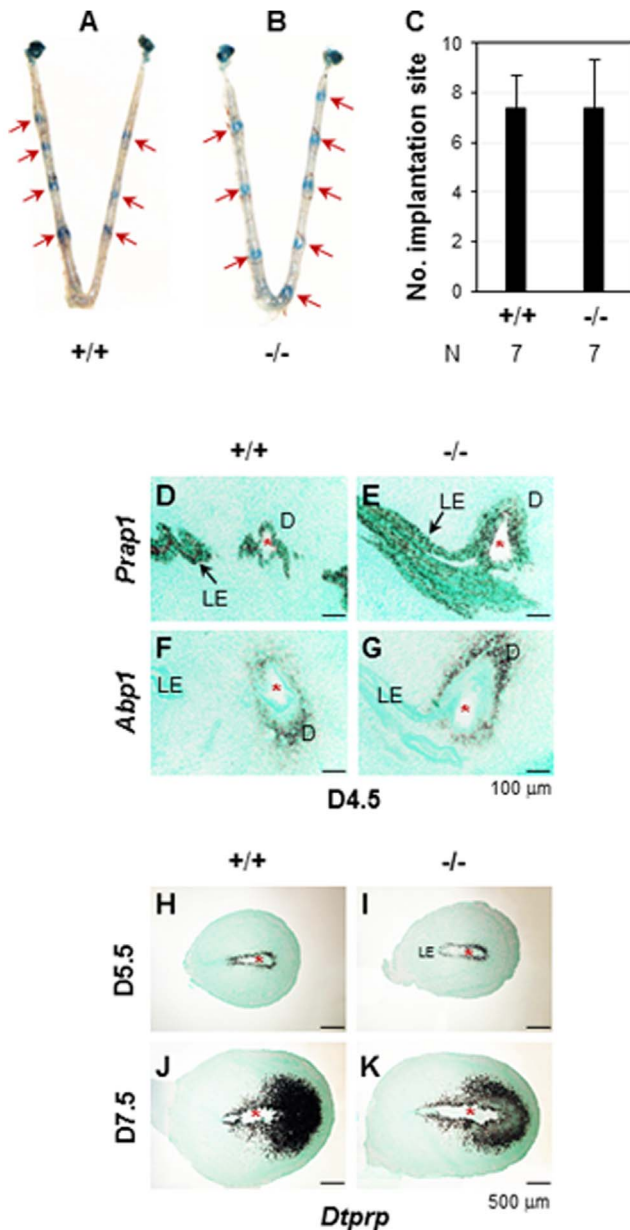 A
B
C
No. implantation site
10
8
6
4
2
0
+/+
-/-
+/+
-/-
N 7 7
+/+ -/-
Prap1
D
D
LE
E
LE
D
Abp1
F
LE
*
D
G
D
LE
*
D4.5
100 µm
+/+ -/-
D5.5
H
*
I
LE *
D7.5
J
*
K
*
500 µm
Dtprp